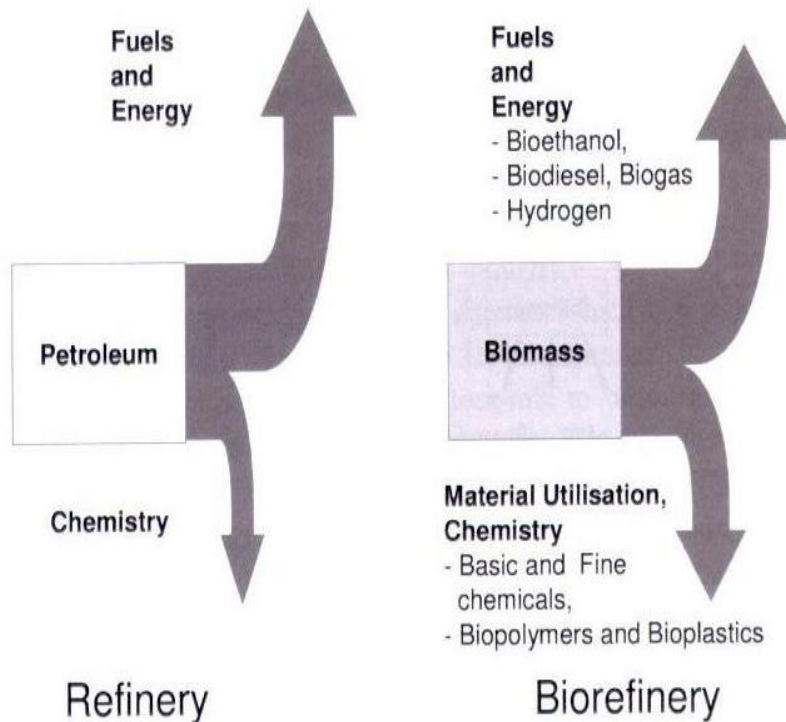 Fuels
and
Energy
Petroleum
Chemistry
Refinery
Fuels
and
Energy
- Bioethanol,
- Biodiesel, Biogas
- Hydrogen
Biomass
Material Utilisation,
Chemistry
- Basic and Fine
chemicals,
- Biopolymers and Bioplastics
Biorefinery